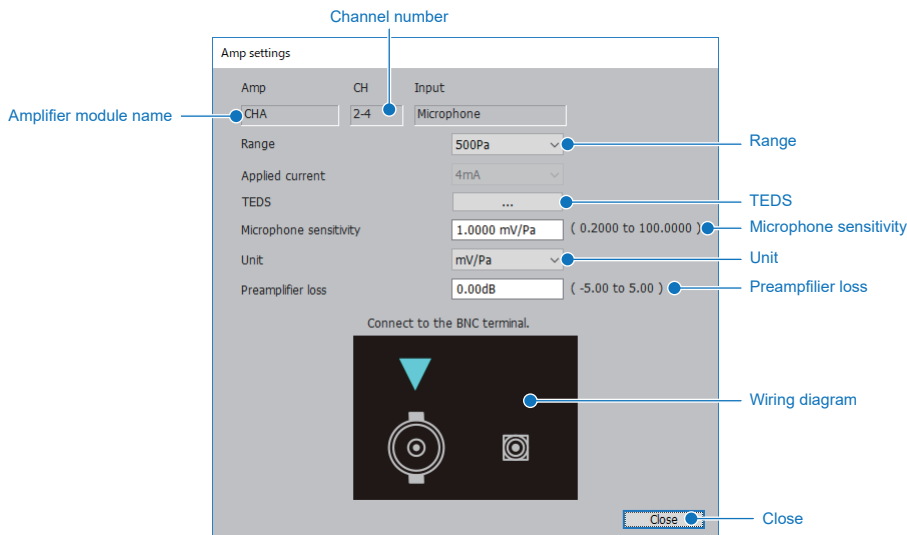 Channel number
Amp settings
Amp CH Input
Amplifier module name CHA 2-4 Microphone
Range 500Pa Range
Applied current 4mA
TEDS ... TEDS
Microphone sensitivity 1.0000 mV/Pa ( 0.2000 to 100.0000 ) Microphone sensitivity
Unit mV/Pa Unit
Preamplifier loss 0.00dB ( -5.00 to 5.00 ) Preampfilier loss
Connect to the BNC terminal.
Wiring diagram
Close Close